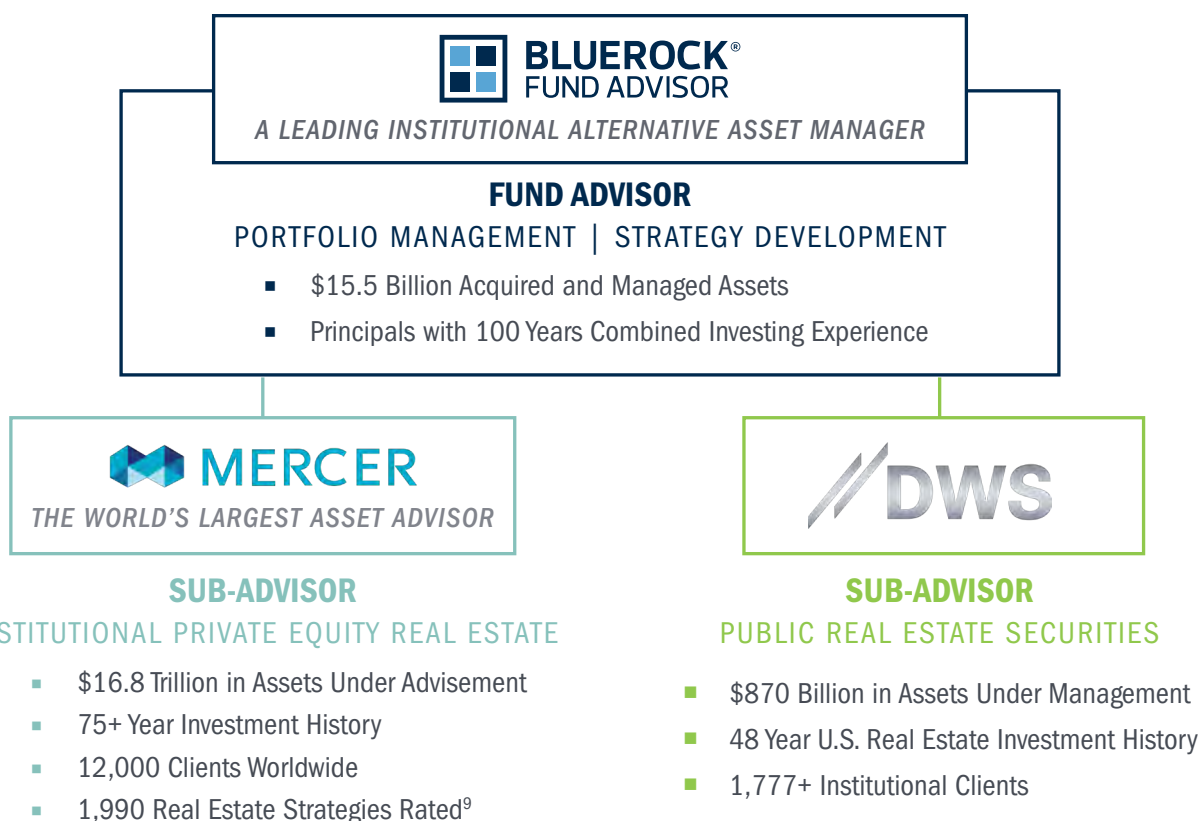 BLUEROCK®
FUND ADVISOR
A LEADING INSTITUTIONAL ALTERNATIVE ASSET MANAGER
FUND ADVISOR
PORTFOLIO MANAGEMENT | STRATEGY DEVELOPMENT
▪ $15.5 Billion Acquired and Managed Assets
▪ Principals with 100 Years Combined Investing Experience
MERCER
THE WORLD'S LARGEST ASSET ADVISOR
SUB-ADVISOR
STITUTIONAL PRIVATE EQUITY REAL ESTATE
▪ $16.8 Trillion in Assets Under Advisement
▪ 75+ Year Investment History
▪ 12,000 Clients Worldwide
▪ 1,990 Real Estate Strategies Rated⁹
DWS
SUB-ADVISOR
PUBLIC REAL ESTATE SECURITIES
▪ $870 Billion in Assets Under Management
▪ 48 Year U.S. Real Estate Investment History
▪ 1,777+ Institutional Clients